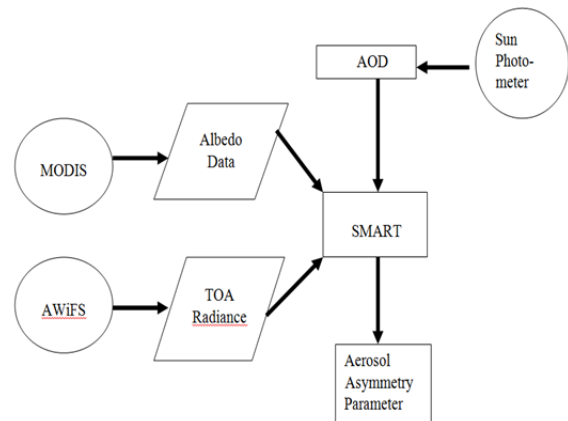 Sun
Photo-
meter
AOD
Albedo
Data
MODIS
SMART
TOA
Radiance
AWiFS
Aerosol
Asymmetry
Parameter